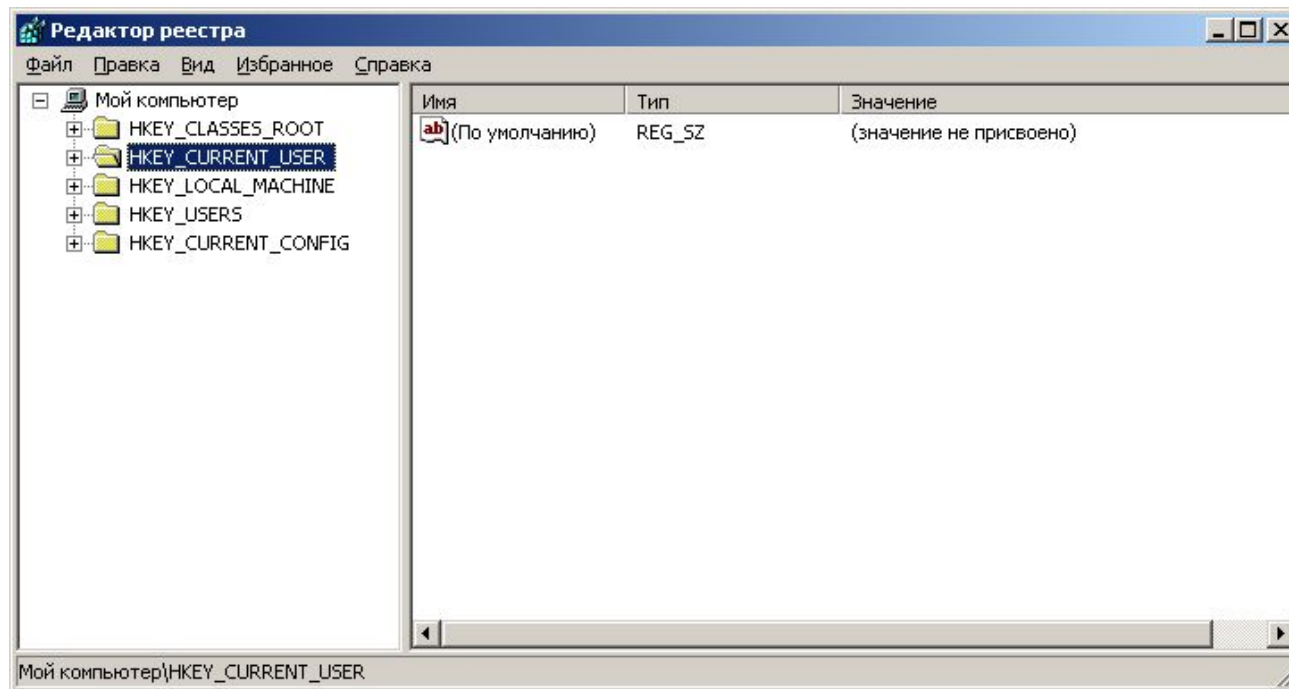 Редактор реестра
Файл Правка Вид Избранное Справка
Мой компьютер
HKEY_CLASSES_ROOT
HKEY_CURRENT_USER
HKEY_LOCAL_MACHINE
HKEY_USERS
HKEY_CURRENT_CONFIG
Имя Тип Значение
ab (По умолчанию) REG_SZ (значение не присвоено)
Мой компьютер\HKEY_CURRENT_USER